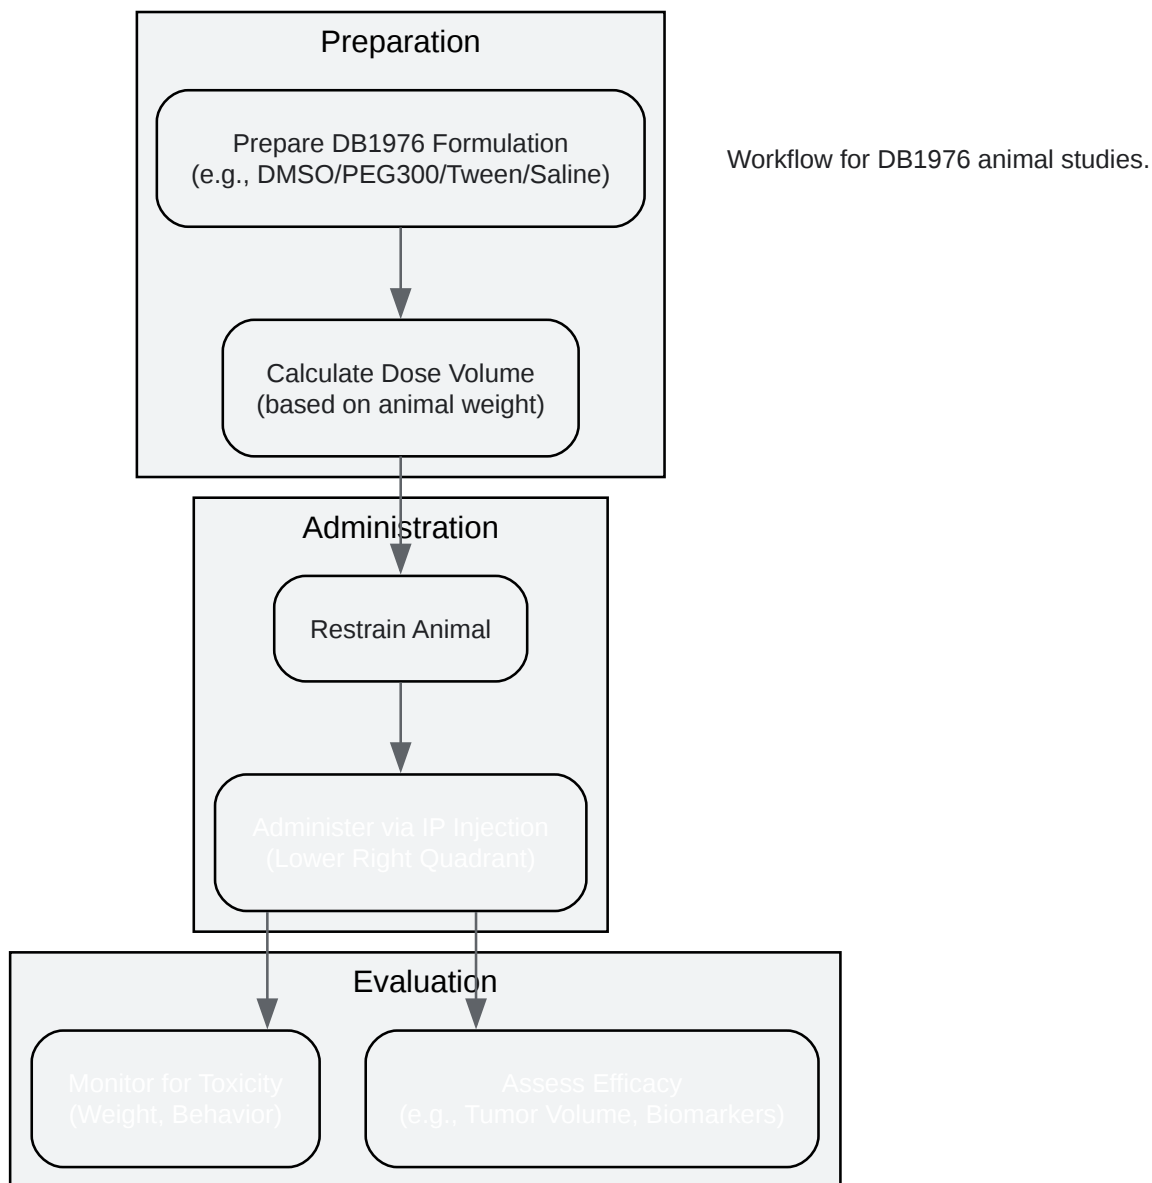 Preparation
Prepare DB1976 Formulation
(e.g., DMSO/PEG300/Tween/Saline)
Workflow for DB1976 animal studies.
Calculate Dose Volume
(based on animal weight)
Administration
Restrain Animal
Administer via IP Injection
(Lower Right Quadrant)
Evaluation
Monitor for Toxicity
(Weight, Behavior)
Assess Efficacy
(e.g., Tumor Volume, Biomarkers)